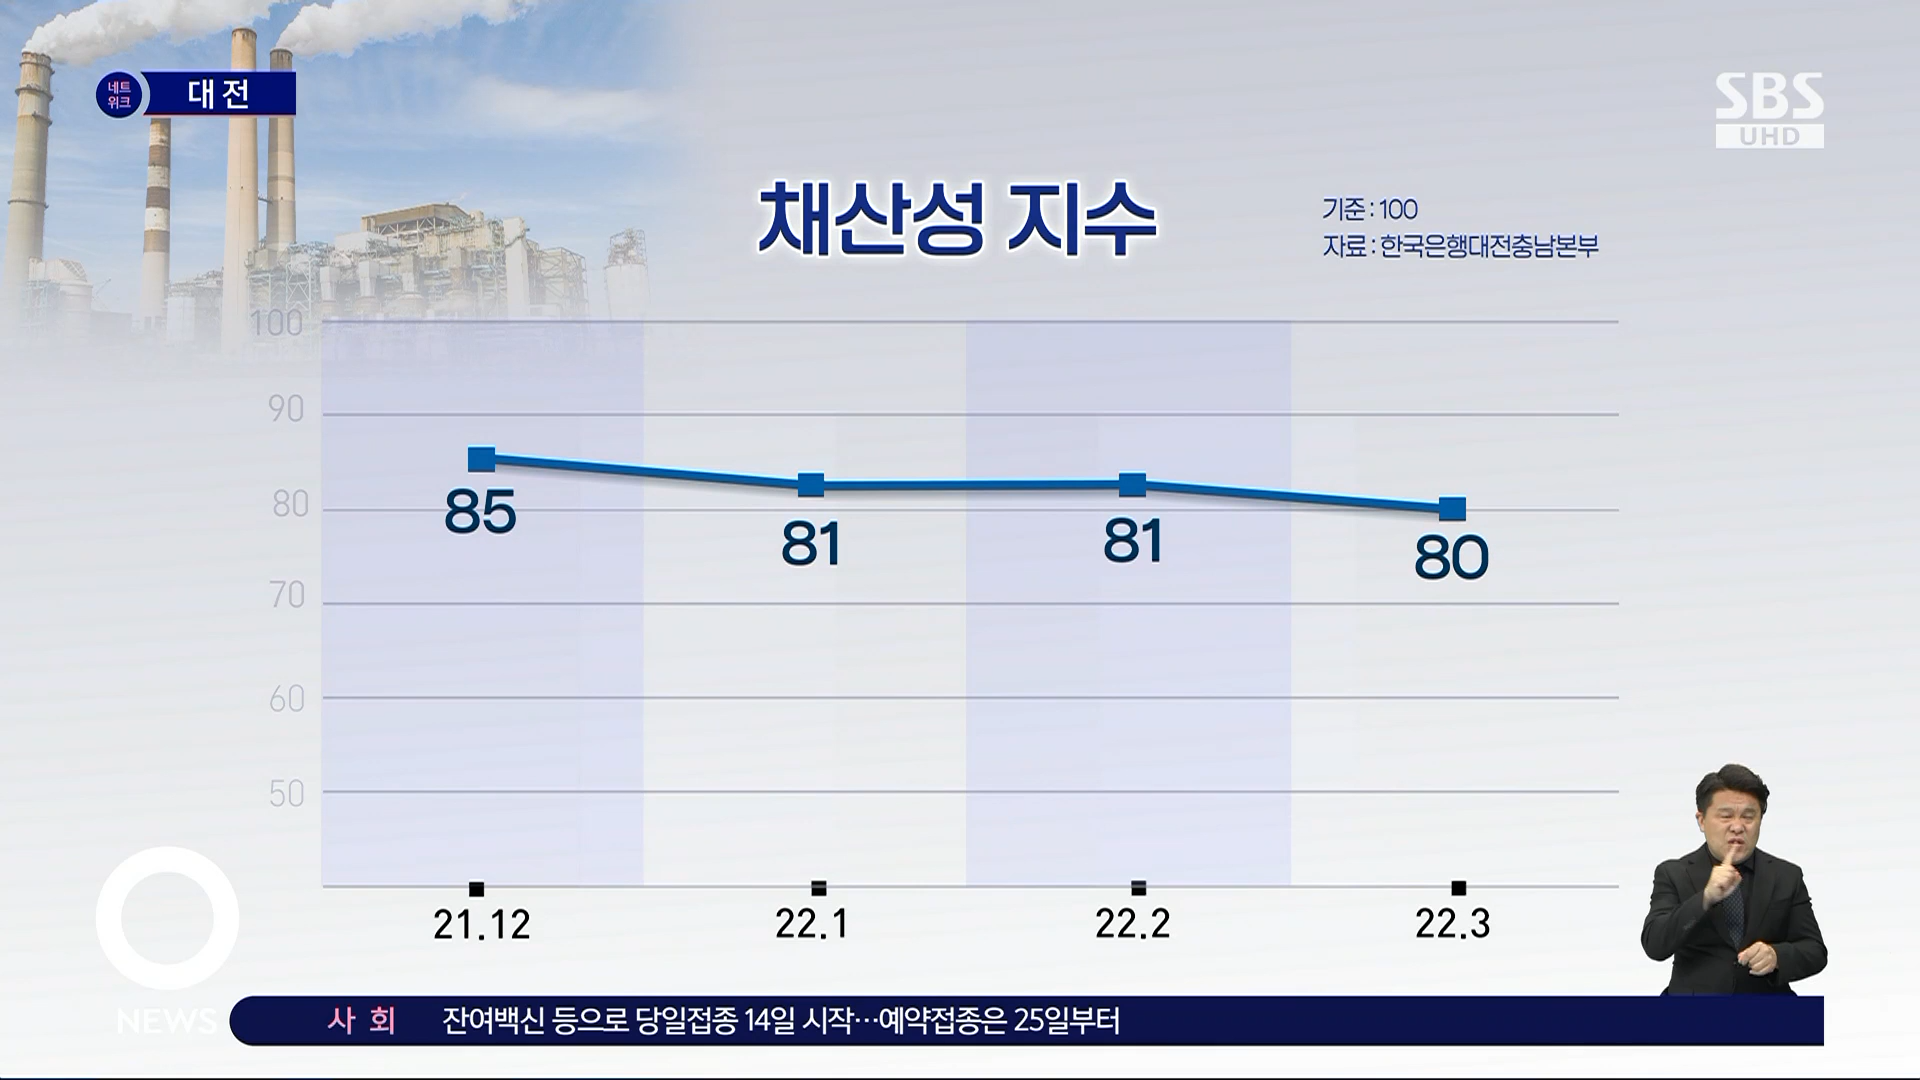 네트
위크
대전
SBS
UHD
채산성 지수
기준 : 100
자료 : 한국은행대전충남본부
100
90
80
70
60
50
85
81
81
80
21.12
22.1
22.2
22.3
NEWS
사회 잔여백신 등으로 당일접종 14일 시작…예약접종은 25일부터